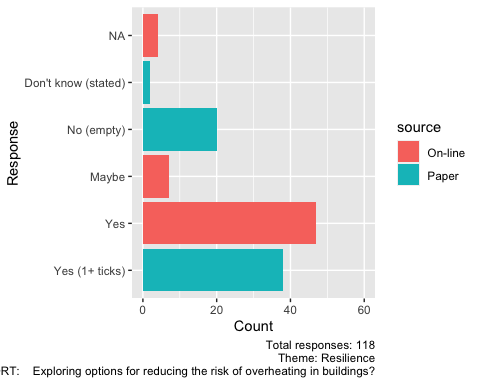 NA
Don't know (stated)
No (empty)
Maybe
Yes
Yes (1+ ticks)
Response
0 20 40 60
Count
source
On-line
Paper
Total responses: 118
Theme: Resilience
RT: Exploring options for reducing the risk of overheating in buildings?